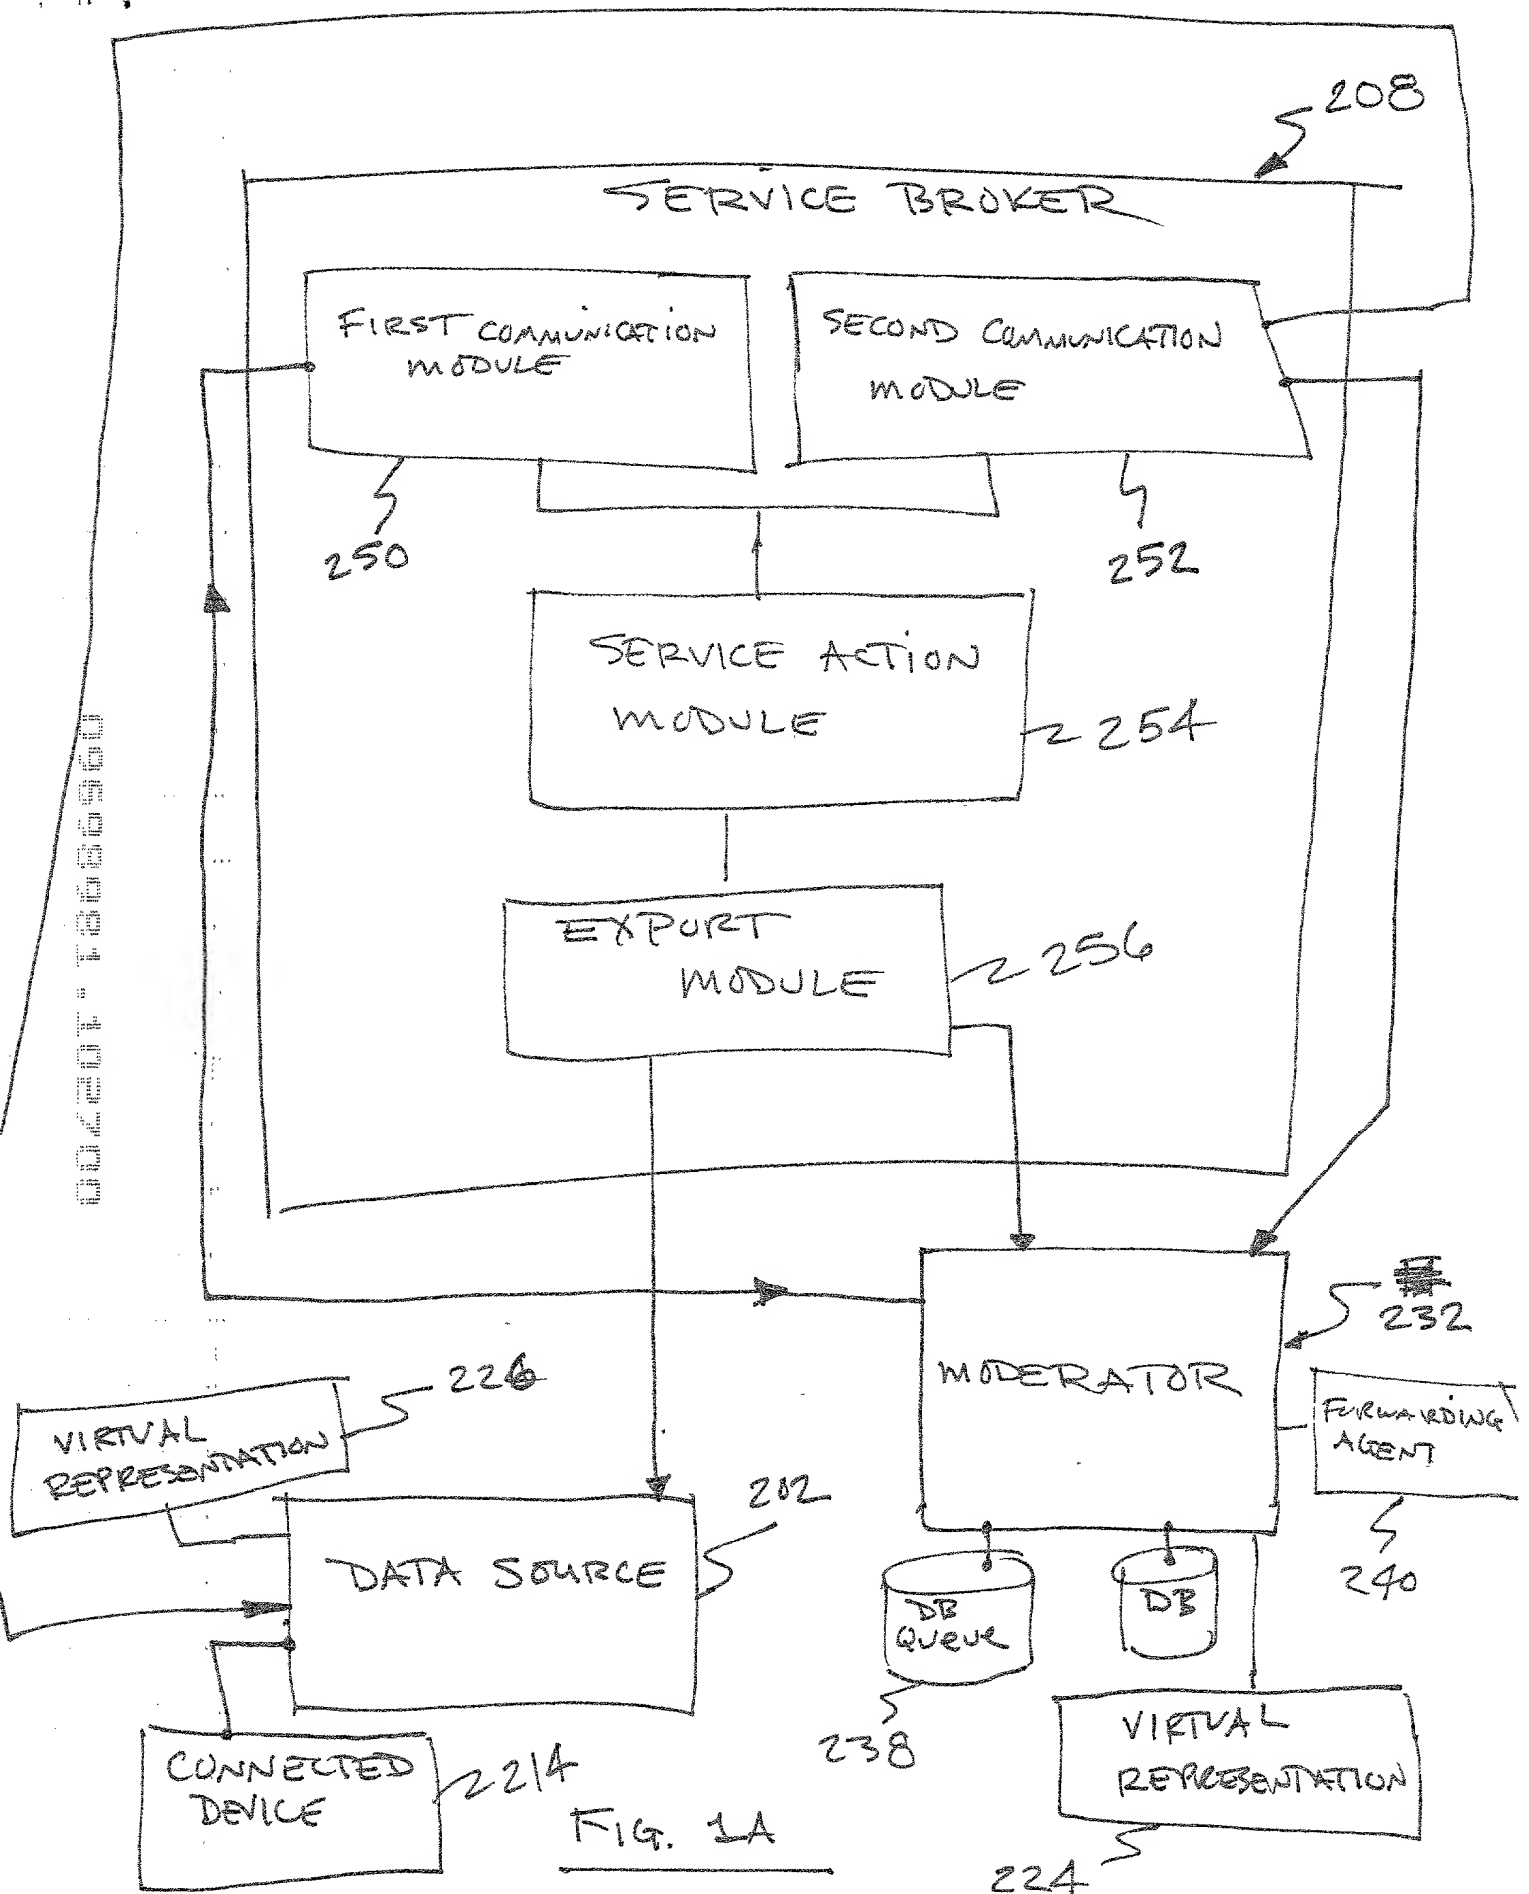 208
SERVICE BROKER
FIRST COMMUNICATION
MODULE
SECOND COMMUNICATION
MODULE
250
252
SERVICE ACTION
MODULE
254
EXPORT
MODULE
256
09698981.102700
232
MODERATOR
226
VIRTUAL
REPRESENTATION
FORWARDING
AGENT
202
DATA SOURCE
240
DB
QUEUE
DB
238
CONNECTED
DEVICE
214
VIRTUAL
REPRESENTATION
224
FIG. 1A